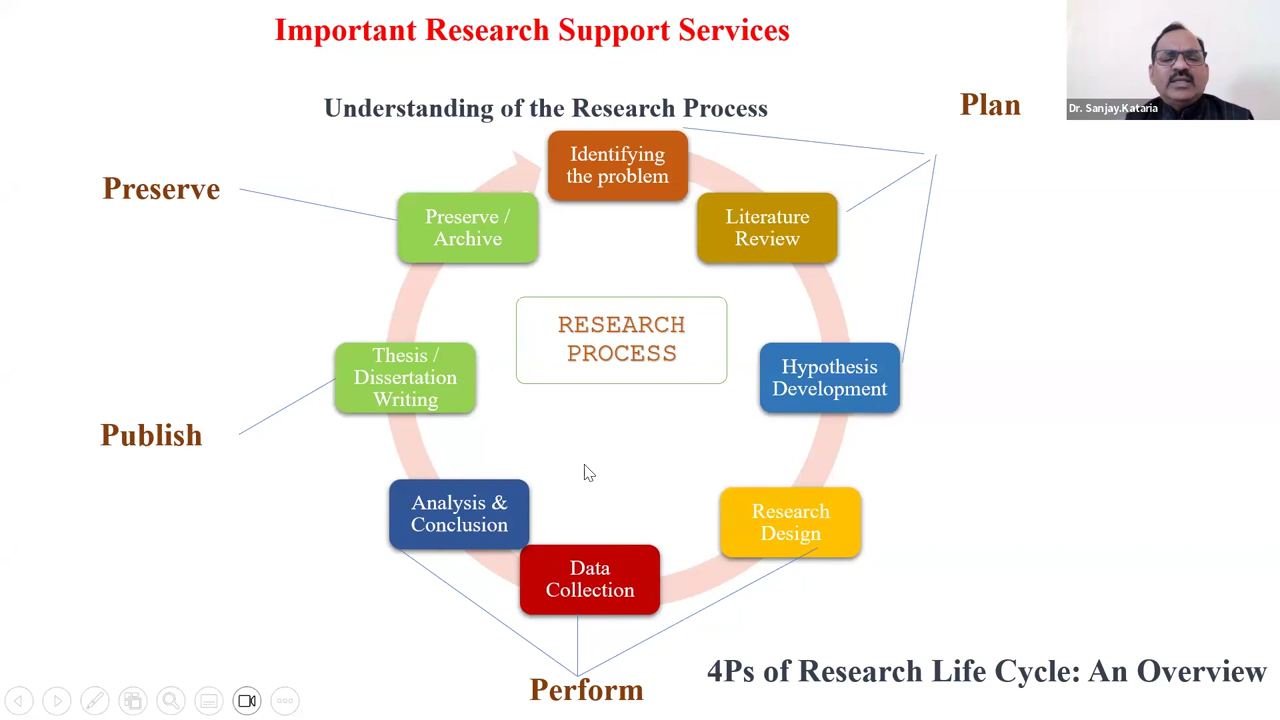 Important Research Support Services
Dr. Sanjay.Kataria
Understanding of the Research Process
Plan
Identifying
the problem
Preserve
Preserve /
Archive
Literature
Review
RESEARCH
PROCESS
Thesis /
Dissertation
Writing
Hypothesis
Development
Publish
Analysis &
Conclusion
Research
Design
Data
Collection
Perform
4Ps of Research Life Cycle: An Overview